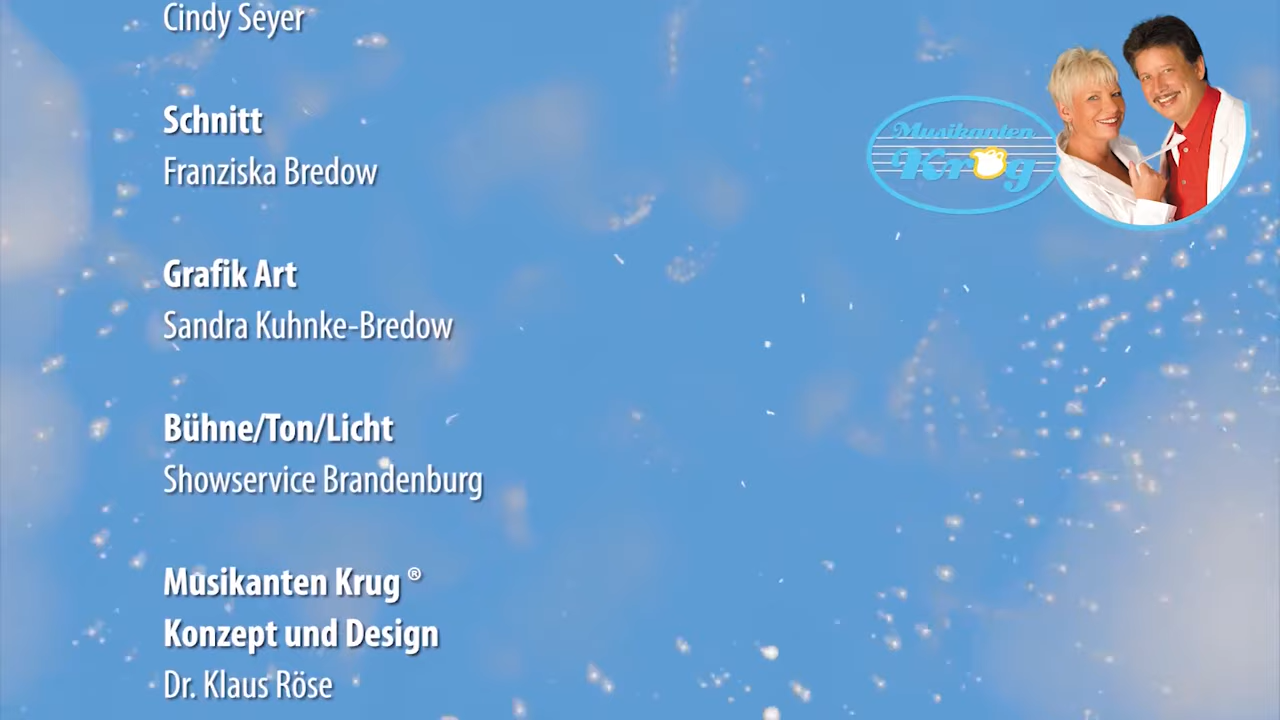 Cindy Seyer
Schnitt
Franziska Bredow
Grafik Art
Sandra Kuhnke-Bredow
Bühne/Ton/Licht
Showservice Brandenburg
Musikanten Krug ®
Konzept und Design
Dr. Klaus Röse
Musikanten
Krug